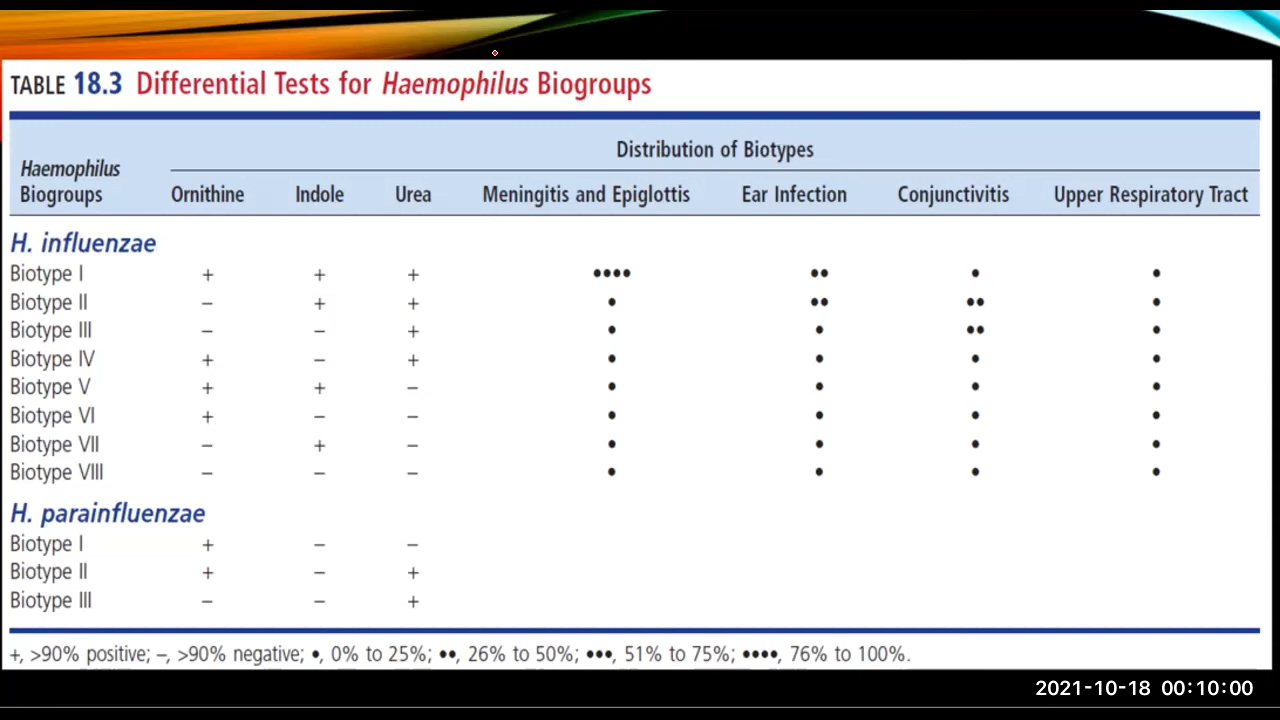 TABLE 18.3 Differential Tests for Haemophilus Biogroups
Distribution of Biotypes
Haemophilus
Biogroups Ornithine Indole Urea Meningitis and Epiglottis Ear Infection Conjunctivitis Upper Respiratory Tract
H. influenzae
Biotype I + + + •••• •• • •
Biotype II – + + • •• •• •
Biotype III – – + • • •• •
Biotype IV + – + • • • •
Biotype V + + – • • • •
Biotype VI + – – • • • •
Biotype VII – + – • • • •
Biotype VIII – – – • • • •
H. parainfluenzae
Biotype I + – –
Biotype II + – +
Biotype III – – +
+, >90% positive; –, >90% negative; •, 0% to 25%; ••, 26% to 50%; •••, 51% to 75%; ••••, 76% to 100%.
2021-10-18 00:10:00